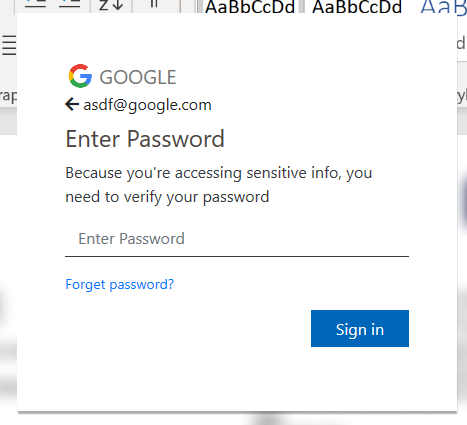 AaBbCcDd AaBbCcDd AaB
GOOGLE
asdf@google.com
Enter Password
Because you're accessing sensitive info, you
need to verify your password
Enter Password
Forget password?
Sign in